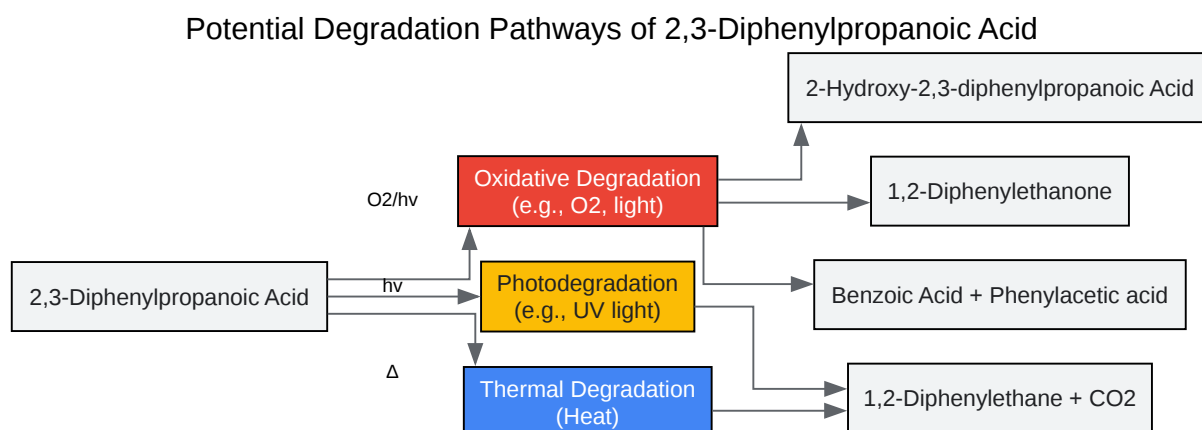 Potential Degradation Pathways of 2,3-Diphenylpropanoic Acid
2-Hydroxy-2,3-diphenylpropanoic Acid
Oxidative Degradation
(e.g., O2, light)
O2/hv
1,2-Diphenylethanone
2,3-Diphenylpropanoic Acid
hv
Photodegradation
(e.g., UV light)
Benzoic Acid + Phenylacetic acid
Δ
Thermal Degradation
(Heat)
1,2-Diphenylethane + CO2